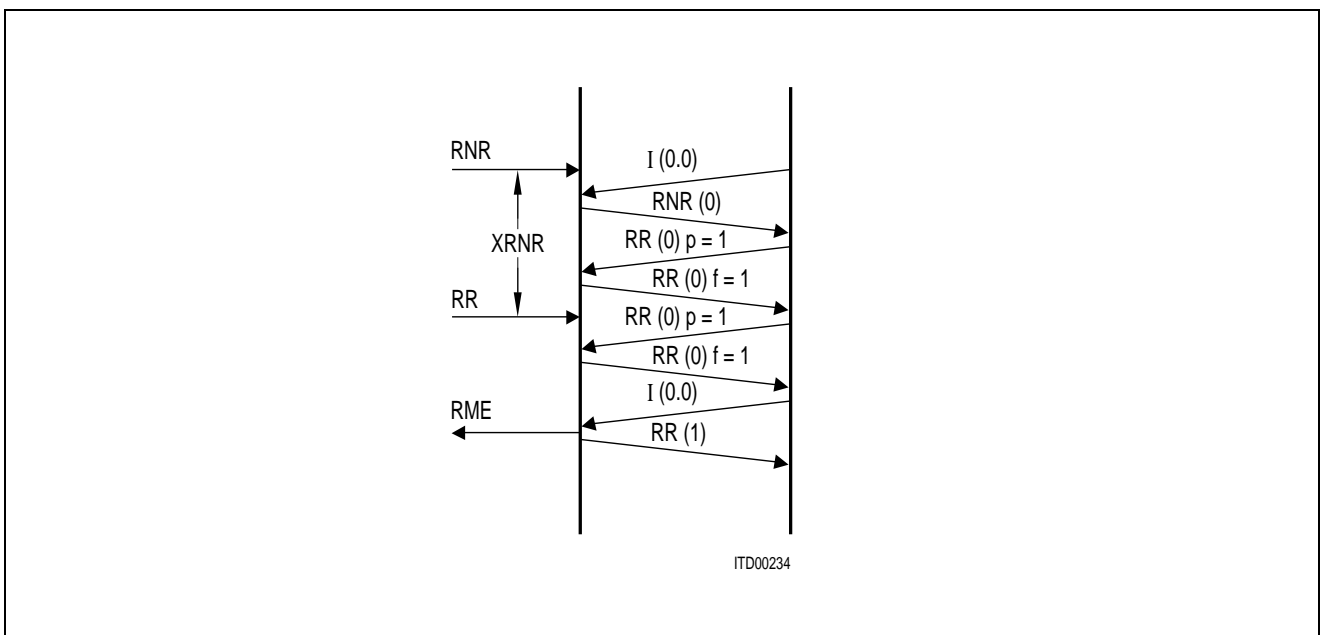 RNR
I (0.0)
RNR (0)
XRNR
RR (0) p = 1
RR (0) f = 1
RR
RR (0) p = 1
RR (0) f = 1
I (0.0)
RME
RR (1)
ITD00234